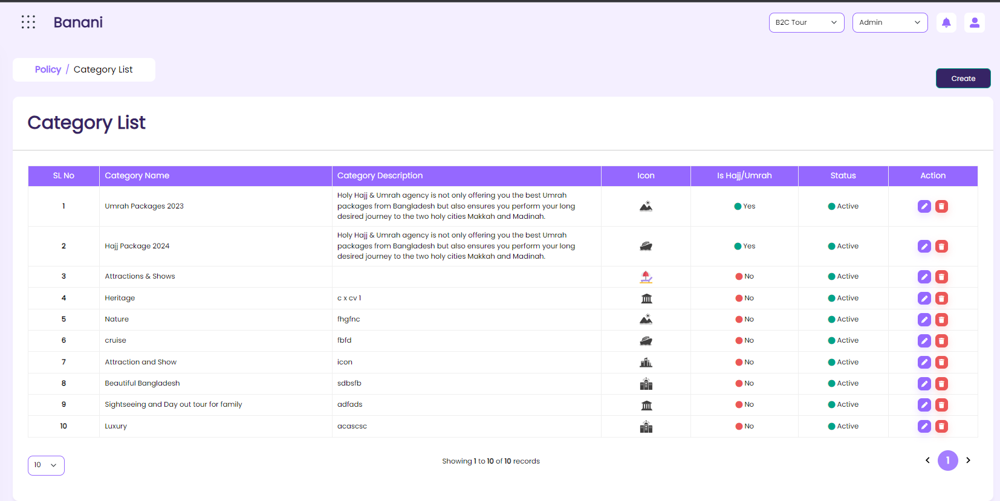 Banani
B2C Tour
Admin
Policy / Category List
Create
Category List
SL No Category Name Category Description Icon Is Hajj/Umrah Status Action
1 Umrah Packages 2023 Holy Hajj & Umrah agency is not only offering you the best Umrah
packages from Bangladesh but also ensures you perform your long
desired journey to the two holy cities Makkah and Madinah.
Yes Active
2 Hajj Package 2024 Holy Hajj & Umrah agency is not only offering you the best Umrah
packages from Bangladesh but also ensures you perform your long
desired journey to the two holy cities Makkah and Madinah.
Yes Active
3 Attractions & Shows No Active
4 Heritage c x cv 1 No Active
5 Nature fhgfnc No Active
6 cruise fbfd No Active
7 Attraction and Show icon No Active
8 Beautiful Bangladesh sdbsfb No Active
9 Sightseeing and Day out tour for family adfads No Active
10 Luxury acascsc No Active
10
Showing 1 to 10 of 10 records
1